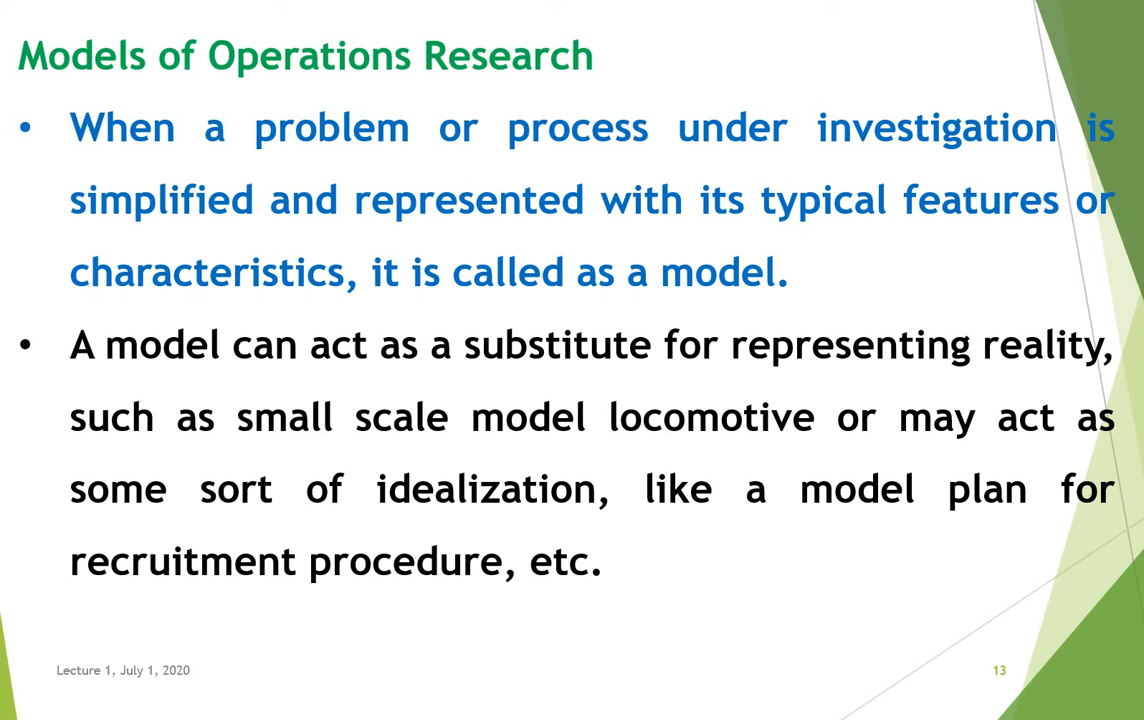 Models of Operations Research
• When a problem or process under investigation is
simplified and represented with its typical features or
characteristics, it is called as a model.
• A model can act as a substitute for representing reality,
such as small scale model locomotive or may act as
some sort of idealization, like a model plan for
recruitment procedure, etc.
Lecture 1, July 1, 2020
13